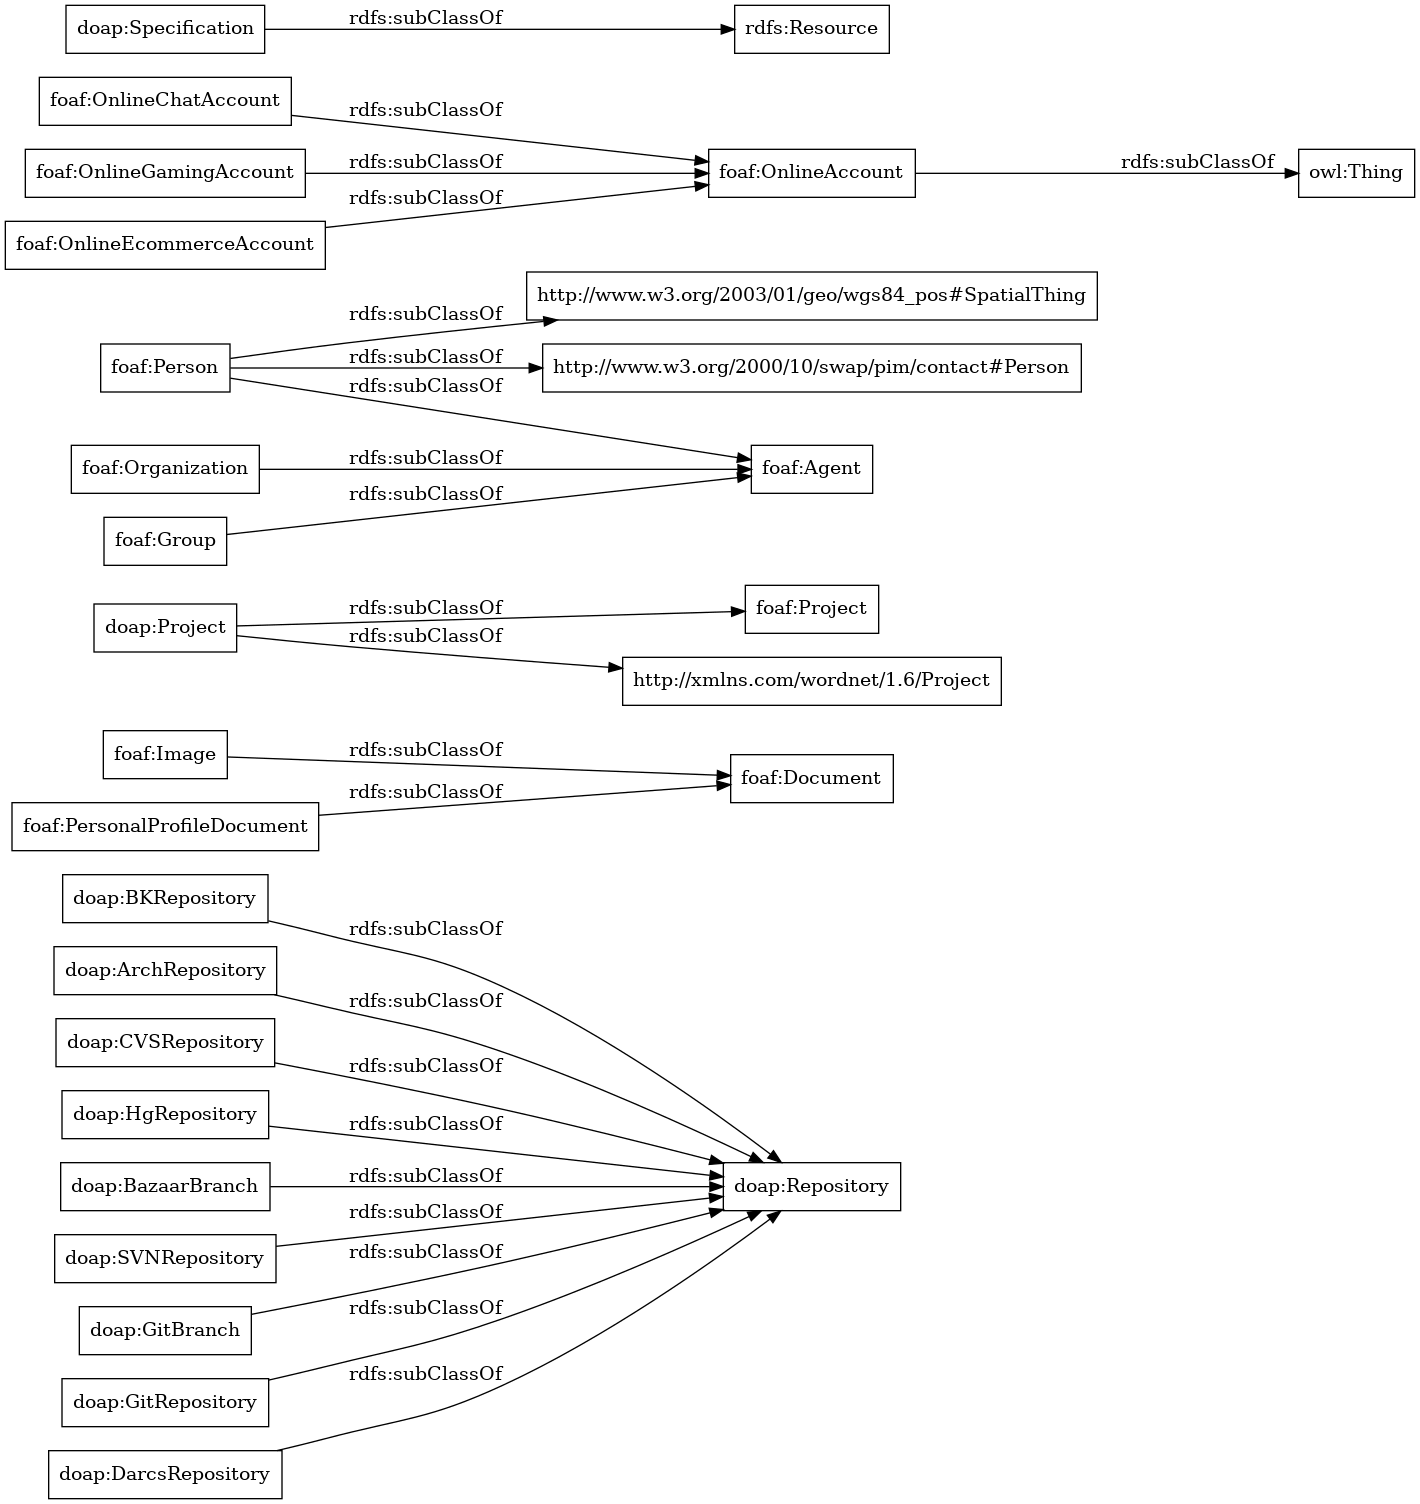 doap:Specification
rdfs:subClassOf
rdfs:Resource
foaf:OnlineChatAccount
rdfs:subClassOf
foaf:OnlineGamingAccount
rdfs:subClassOf
foaf:OnlineAccount
rdfs:subClassOf
owl:Thing
rdfs:subClassOf
foaf:OnlineEcommerceAccount
http://www.w3.org/2003/01/geo/wgs84_pos#SpatialThing
rdfs:subClassOf
foaf:Person
rdfs:subClassOf
http://www.w3.org/2000/10/swap/pim/contact#Person
rdfs:subClassOf
foaf:Organization
rdfs:subClassOf
foaf:Agent
rdfs:subClassOf
foaf:Group
rdfs:subClassOf
foaf:Project
doap:Project
rdfs:subClassOf
http://xmlns.com/wordnet/1.6/Project
foaf:Image
rdfs:subClassOf
foaf:Document
rdfs:subClassOf
foaf:PersonalProfileDocument
doap:BKRepository
rdfs:subClassOf
doap:ArchRepository
rdfs:subClassOf
doap:CVSRepository
rdfs:subClassOf
doap:HgRepository
rdfs:subClassOf
doap:BazaarBranch
rdfs:subClassOf
doap:Repository
rdfs:subClassOf
doap:SVNRepository
rdfs:subClassOf
doap:GitBranch
rdfs:subClassOf
doap:GitRepository
rdfs:subClassOf
doap:DarcsRepository